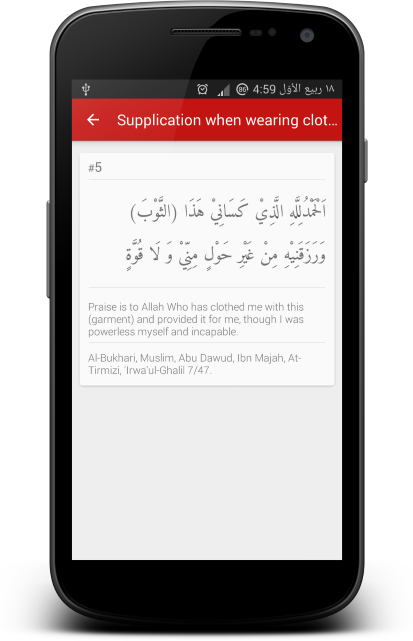 86 4:59 ١٨ ربيع الأول
Supplication when wearing clot...
#5
اَلْحَمْدُلِلَّهِ الَّذِيْ كَسَانِيْ هَذَا (الثَّوْبَ)
وَرَزَقَنِيْهِ مِنْ غَيْرِ حَوْلٍ مِنِّيْ وَ لَا قُوَّةٍ
Praise is to Allah Who has clothed me with this
(garment) and provided it for me, though I was
powerless myself and incapable.
Al-Bukhari, Muslim, Abu Dawud, Ibn Majah, At-
Tirmizi, 'Irwa'ul-Ghalil 7/47.